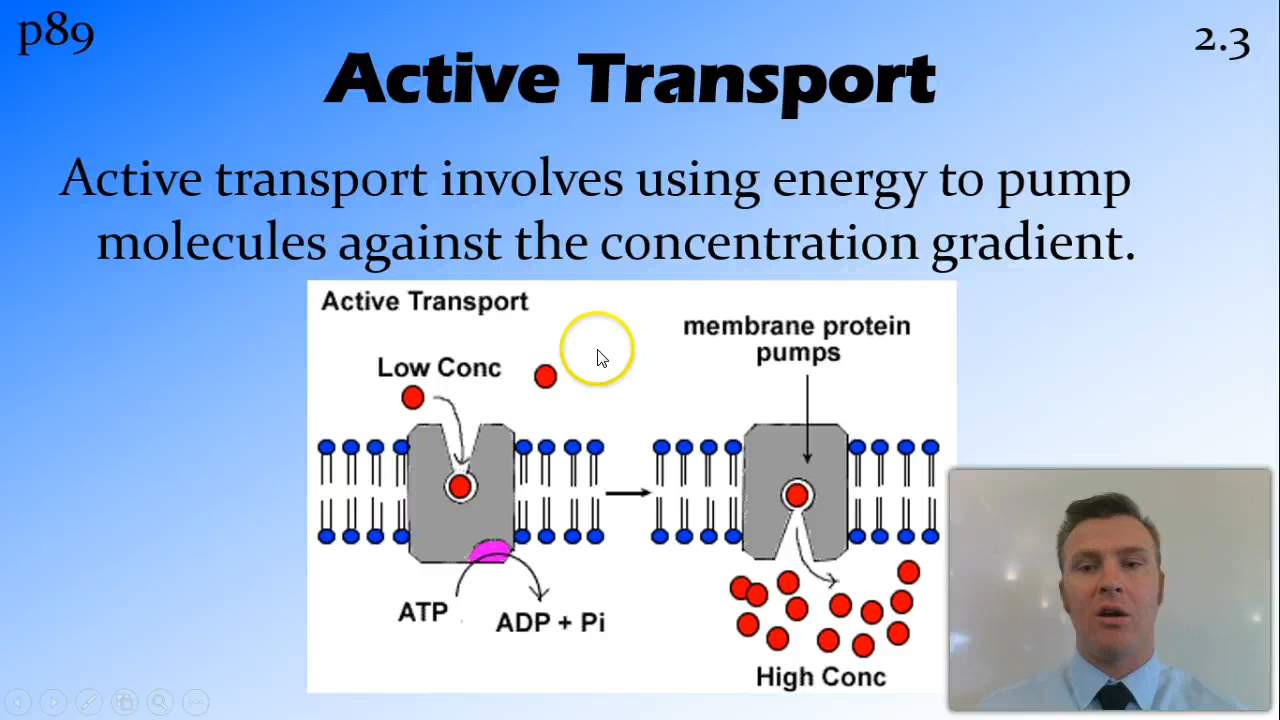 p89
2.3
Active Transport
Active transport involves using energy to pump
molecules against the concentration gradient.
Active Transport
Low Conc
membrane protein
pumps
ATP
ADP + Pi
High Conc